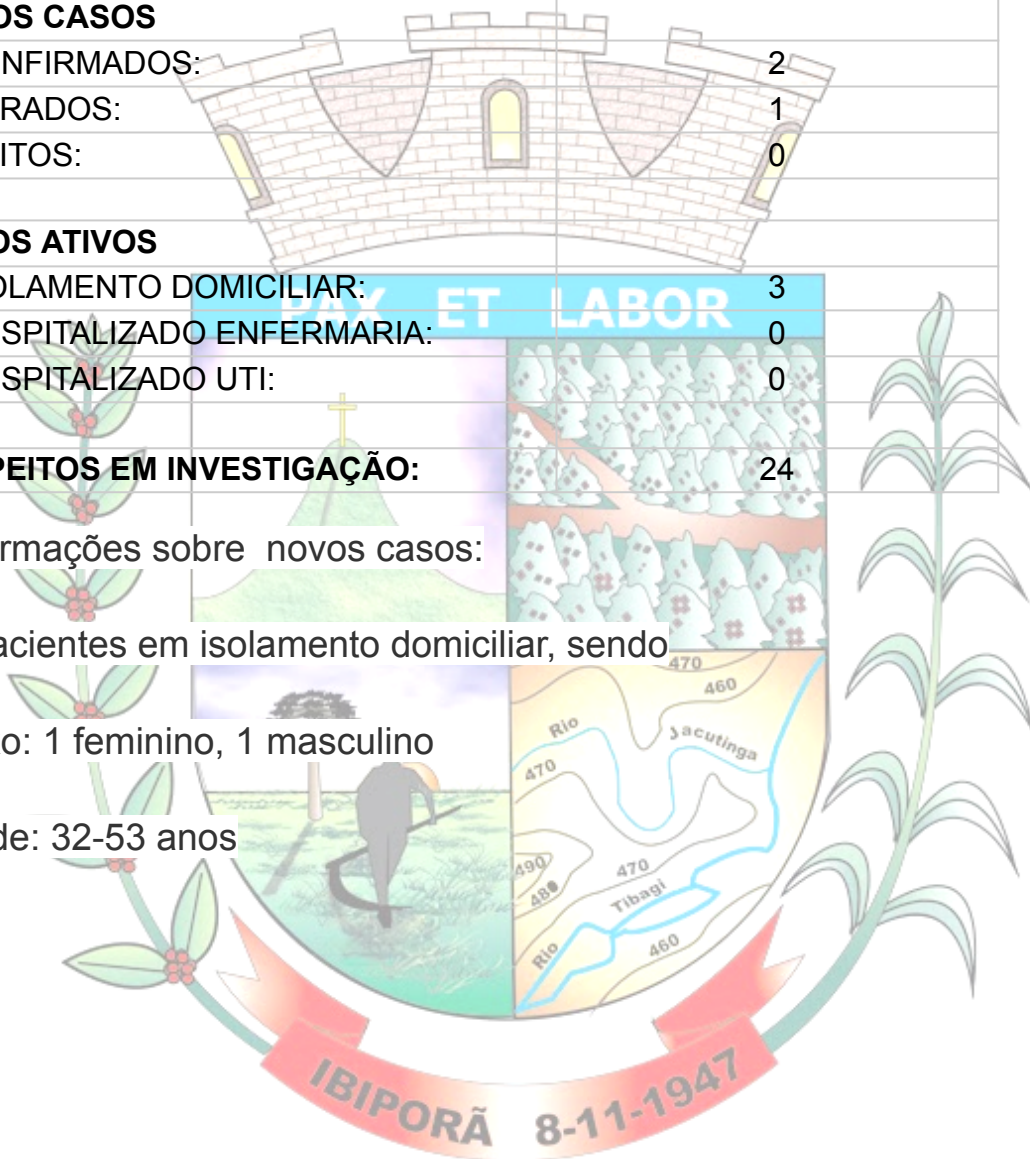 OS CASOS
NFIRMADOS: 2
RADOS: 1
ITOS: 0
OS ATIVOS
OLAMENTO DOMICILIAR: 3
SPITALIZADO ENFERMARIA: 0
SPITALIZADO UTI: 0
PEITOS EM INVESTIGAÇÃO: 24
rmações sobre novos casos:
acientes em isolamento domiciliar, sendo
o: 1 feminino, 1 masculino
de: 32-53 anos
PAX ET LABOR
470
460
Rio Jacutinga
470
490
480
470
Rio Tibagi
460
IBIPORÃ 8-11-1947